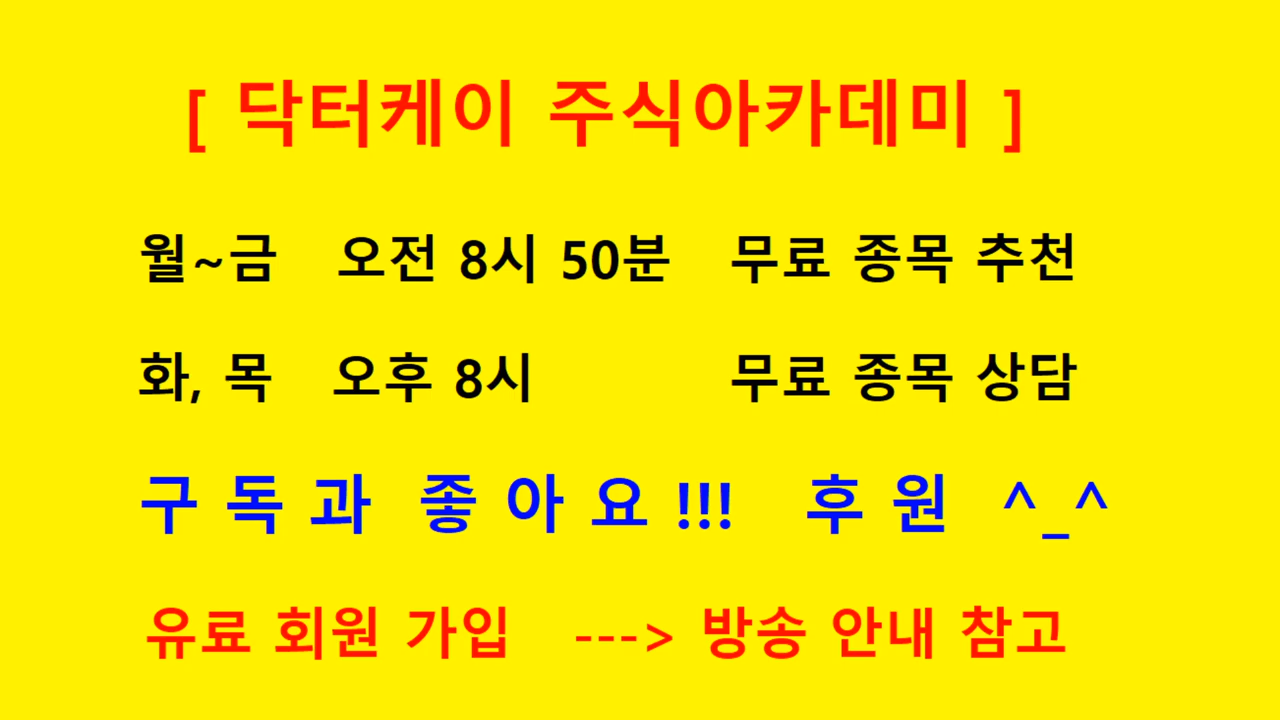 [ 닥터케이 주식아카데미 ]
월~금 오전 8시 50분 무료 종목 추천
화, 목 오후 8시 무료 종목 상담
구 독 과 좋 아 요 !!! 후 원 ^_^
유료 회원 가입 ---> 방송 안내 참고